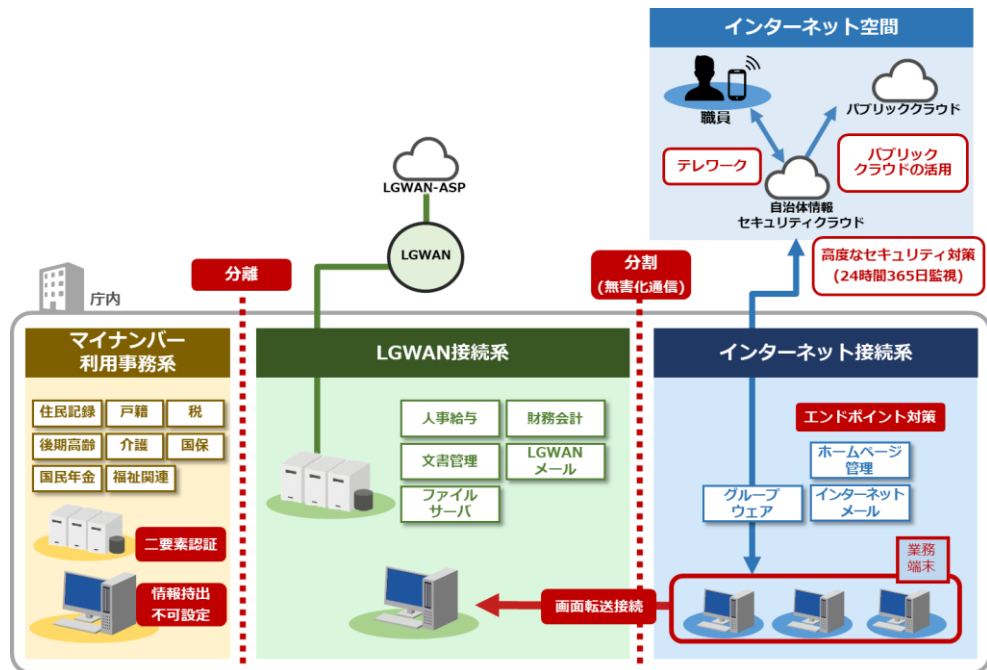 インターネット空間
職員
パブリッククラウド
テレワーク
パブリック
クラウドの活用
自治体情報
セキュリティクラウド
LGWAN-ASP
LGWAN
分離
分割
(無害化通信)
高度なセキュリティ対策
(24時間365日監視)
庁内
マイナンバー
利用事務系
住民記録
戸籍
税
後期高齢
介護
国保
国民年金
福祉関連
二要素認証
情報持出
不可設定
LGWAN接続系
人事給与
財務会計
文書管理
LGWAN
メール
ファイル
サーバ
画面転送接続
インターネット接続系
エンドポイント対策
ホームページ
管理
グループ
ウェア
インターネット
メール
業務
端末